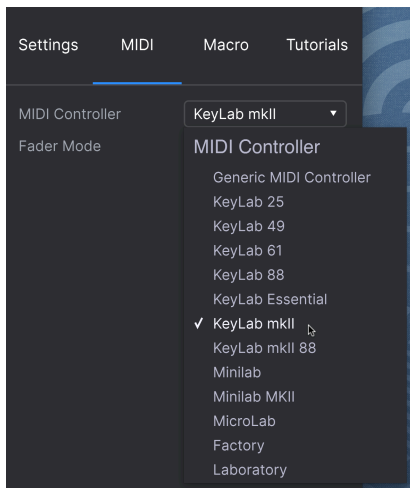 Settings MIDI Macro Tutorials
MIDI Controller KeyLab mkII
Fader Mode
MIDI Controller
Generic MIDI Controller
KeyLab 25
KeyLab 49
KeyLab 61
KeyLab 88
KeyLab Essential
✓ KeyLab mkII
KeyLab mkII 88
Minilab
Minilab MKII
MicroLab
Factory
Laboratory